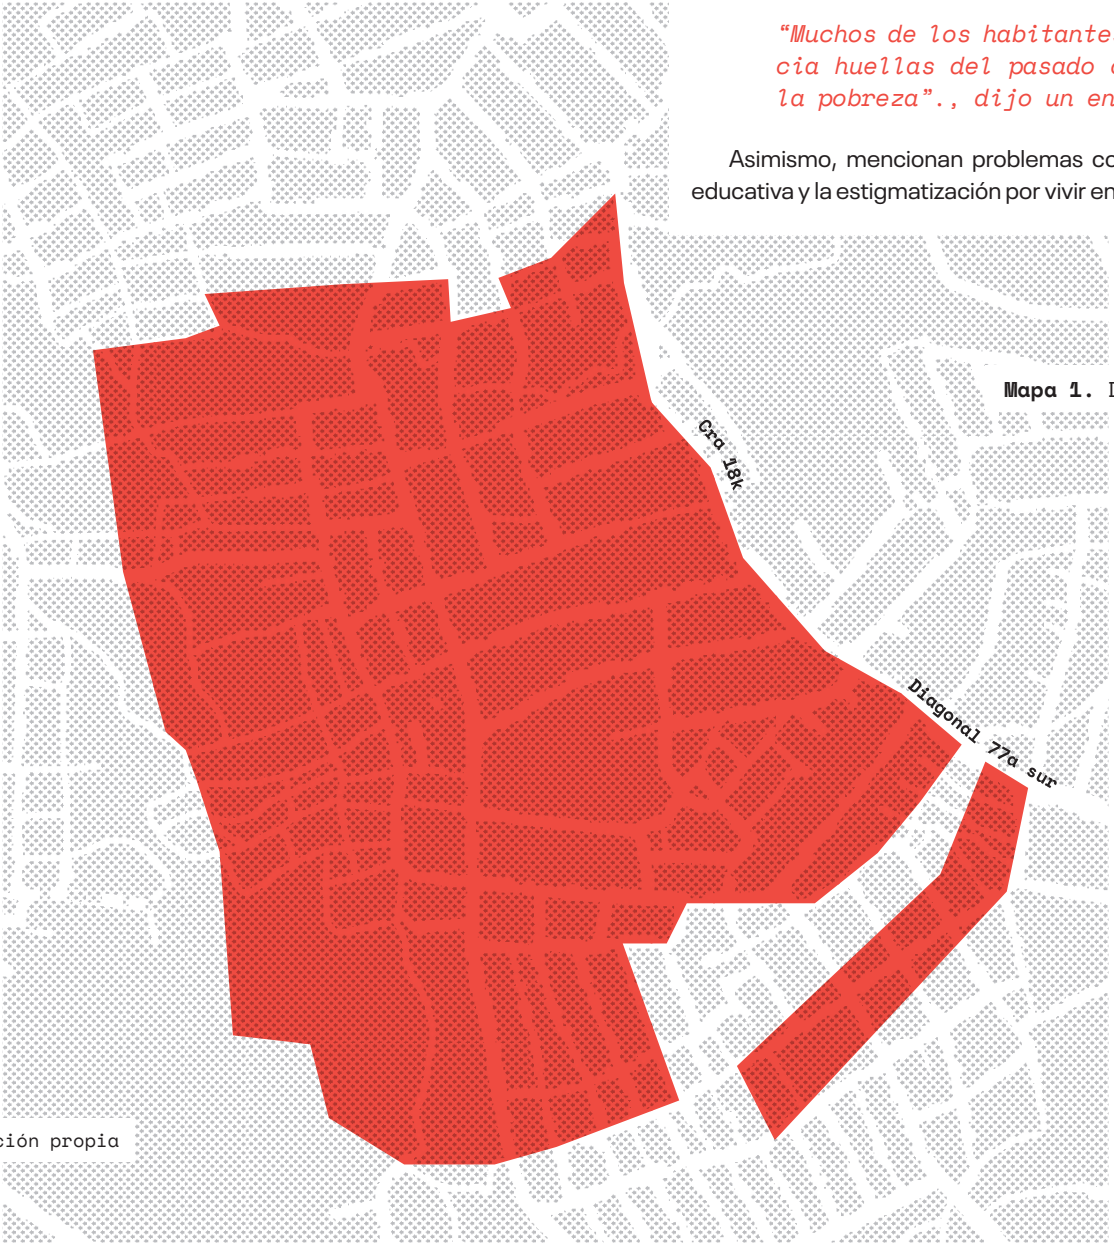 “Muchos de los habitante
cia huellas del pasado
la pobreza”., dijo un en
Asimismo, mencionan problemas co
educativa y la estigmatización por vivir en
Mapa 1.
Cra 18k
Diagonal 77a sur
ción propia